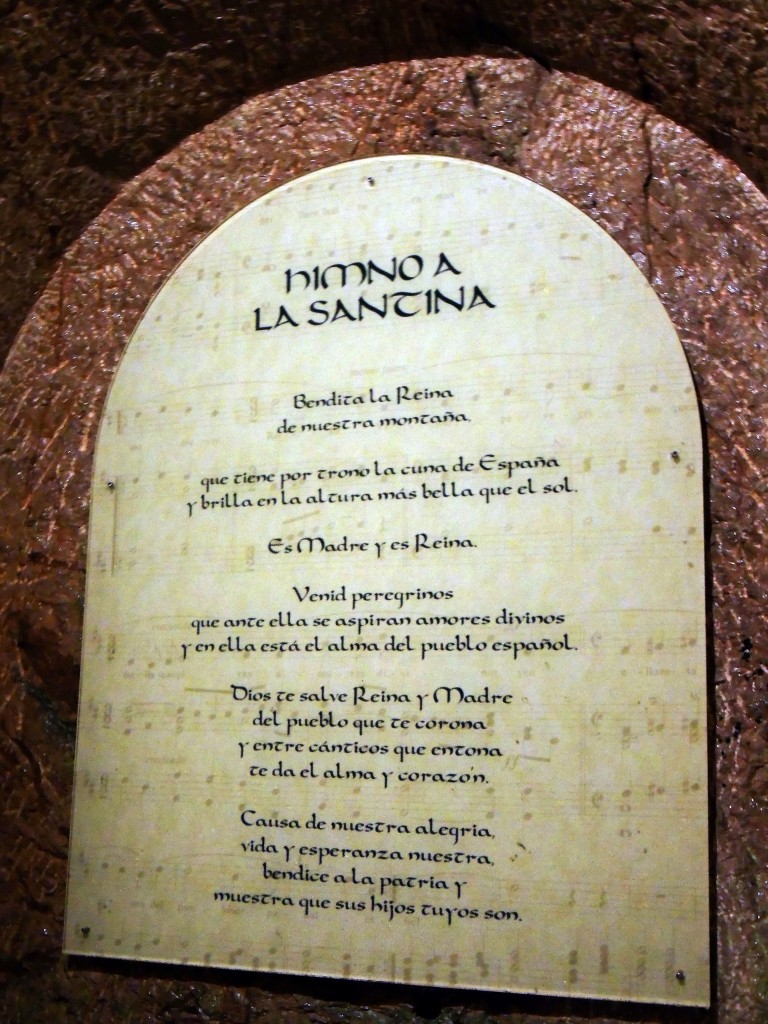 HIMNO A
LA SANTINA
Bendita la Reina
de nuestra montaña,
que tiene por trono la cuna de España
y brilla en la altura más bella que el sol.
Es Madre y es Reina.
Venid peregrinos
que ante ella se aspiran amores divinos
y en ella está el alma del pueblo español.
Dios te salve Reina y Madre
del pueblo que te corona
y entre cánticos que entona
te da el alma y corazón.
Causa de nuestra alegria,
vida y esperanza nuestra,
bendice a la patria y
muestra que sus hijos tuyos son.